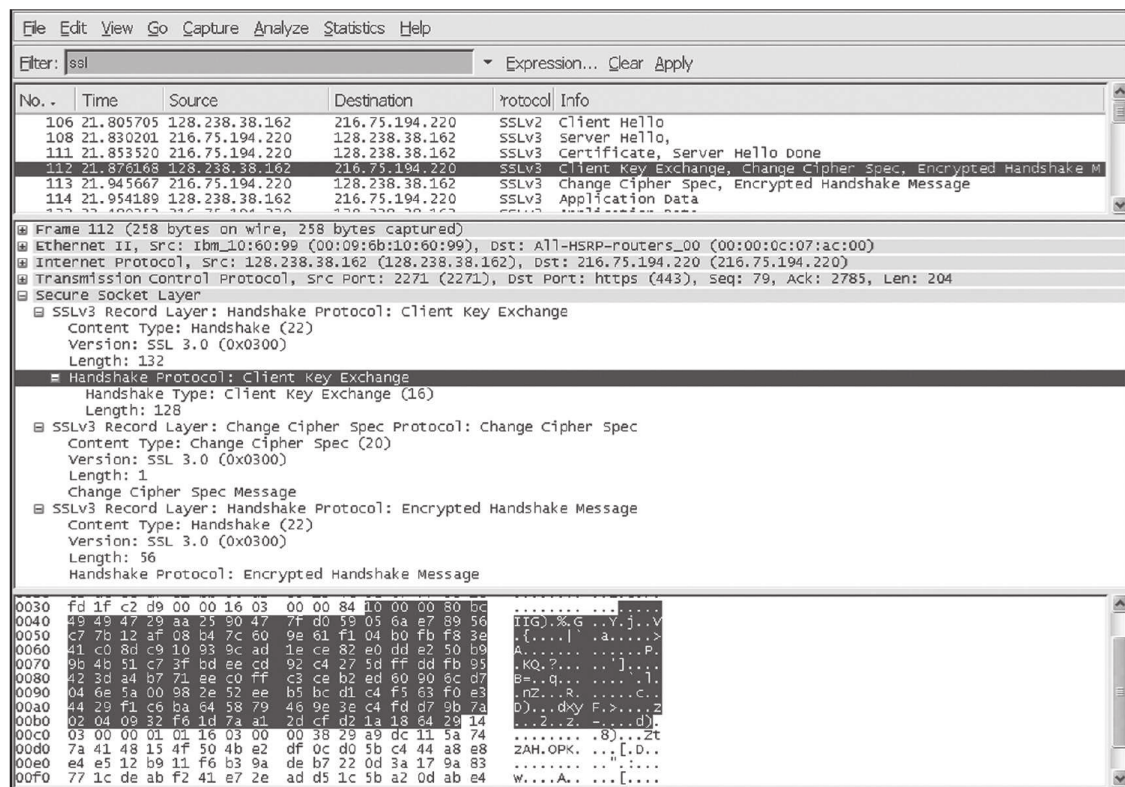 File Edit View Go Capture Analyze Statistics Help
Filter: ssl Expression... Clear Apply
No. - Time Source Destination Protocol Info
106 21.805705 128.238.38.162 216.75.194.220 SSLv2 Client Hello
108 21.830201 216.75.194.220 128.238.38.162 SSLv3 Server Hello,
111 21.853520 216.75.194.220 128.238.38.162 SSLv3 Certificate, Server Hello Done
112 21.876168 128.238.38.162 216.75.194.220 SSLv3 Client Key Exchange, Change Cipher Spec, Encrypted Handshake M
113 21.945667 216.75.194.220 128.238.38.162 SSLv3 Change Cipher Spec, Encrypted Handshake Message
114 21.954189 128.238.38.162 216.75.194.220 SSLv3 Application Data
Frame 112 (258 bytes on wire, 258 bytes captured)
Ethernet II, Src: Ibm_10:60:99 (00:09:6b:10:60:99), Dst: All-HSRP-routers_00 (00:00:0c:07:ac:00)
Internet Protocol, Src: 128.238.38.162 (128.238.38.162), Dst: 216.75.194.220 (216.75.194.220)
Transmission Control Protocol, Src Port: 2271 (2271), Dst Port: https (443), Seq: 79, Ack: 2785, Len: 204
Secure Socket Layer
SSLv3 Record Layer: Handshake Protocol: Client Key Exchange
Content Type: Handshake (22)
Version: SSL 3.0 (0x0300)
Length: 132
Handshake Protocol: Client Key Exchange
Handshake Type: Client Key Exchange (16)
Length: 128
SSLv3 Record Layer: Change Cipher Spec Protocol: Change Cipher Spec
Content Type: Change Cipher Spec (20)
Version: SSL 3.0 (0x0300)
Length: 1
Change Cipher Spec Message
SSLv3 Record Layer: Handshake Protocol: Encrypted Handshake Message
Content Type: Handshake (22)
Version: SSL 3.0 (0x0300)
Length: 56
Handshake Protocol: Encrypted Handshake Message
0030 fd 1f c2 d9 00 00 16 03 00 00 84 10 00 00 80 bc ........ ........
0040 49 49 47 29 aa 25 90 47 7f d0 59 05 6a e7 89 56 IIG).%.G ..Y.j..V
0050 c7 7b 12 af 08 b4 7c 60 9e 61 f1 04 b0 fb f8 3e .{....|` .a.....>
0060 41 c0 8d c9 10 93 9c ad 1e ce 82 e0 dd e2 50 b9 A....... ......P.
0070 9b 4b 51 c7 3f bd ee cd 92 c4 27 5d ff dd fb 95 .KQ.?... ..']....
0080 42 3d a4 b7 71 ee c0 ff c3 ce b2 ed 60 90 6c d7 B=..q... ....`.l.
0090 04 6e 5a 00 98 2e 52 ee b5 bc d1 c4 f5 63 f0 e3 .nZ...R. .....c..
00a0 44 29 f1 c6 ba 64 58 79 46 9e 3e c4 fd d7 9b 7a D)...dXy F.>....z
00b0 02 04 09 32 f6 1d 7a a1 2d cf d2 1a 18 64 29 14 ...2..z. -....d).
00c0 03 00 00 01 01 16 03 00 00 38 29 a9 dc 11 5a 74 ........ .8)...Zt
00d0 7a 41 48 15 4f 50 4b e2 df 0c d0 5b c4 44 a8 e8 zAH.OPK. ...[.D..
00e0 e4 e5 12 b9 11 f6 b3 9a de b7 22 0d 3a 17 9a 83 ........ ..".:...
00f0 77 1c de ab f2 41 e7 2e ad d5 1c 5b a2 0d ab e4 w....A.. ...[....